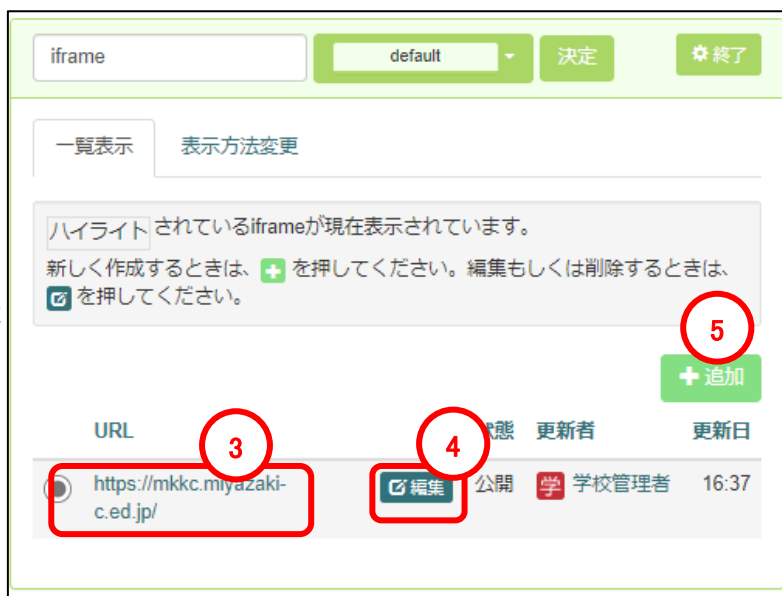 iframe default 決定 終了
一覧表示 表示方法変更
ハイライト されているiframeが現在表示されています。
新しく作成するときは、 を押してください。編集もしくは削除するときは、
を押してください。
5
追加
URL 3 4 態 更新者 更新日
https://mkkc.miyazaki- 編集 公開 学 学校管理者 16:37
c.ed.jp/